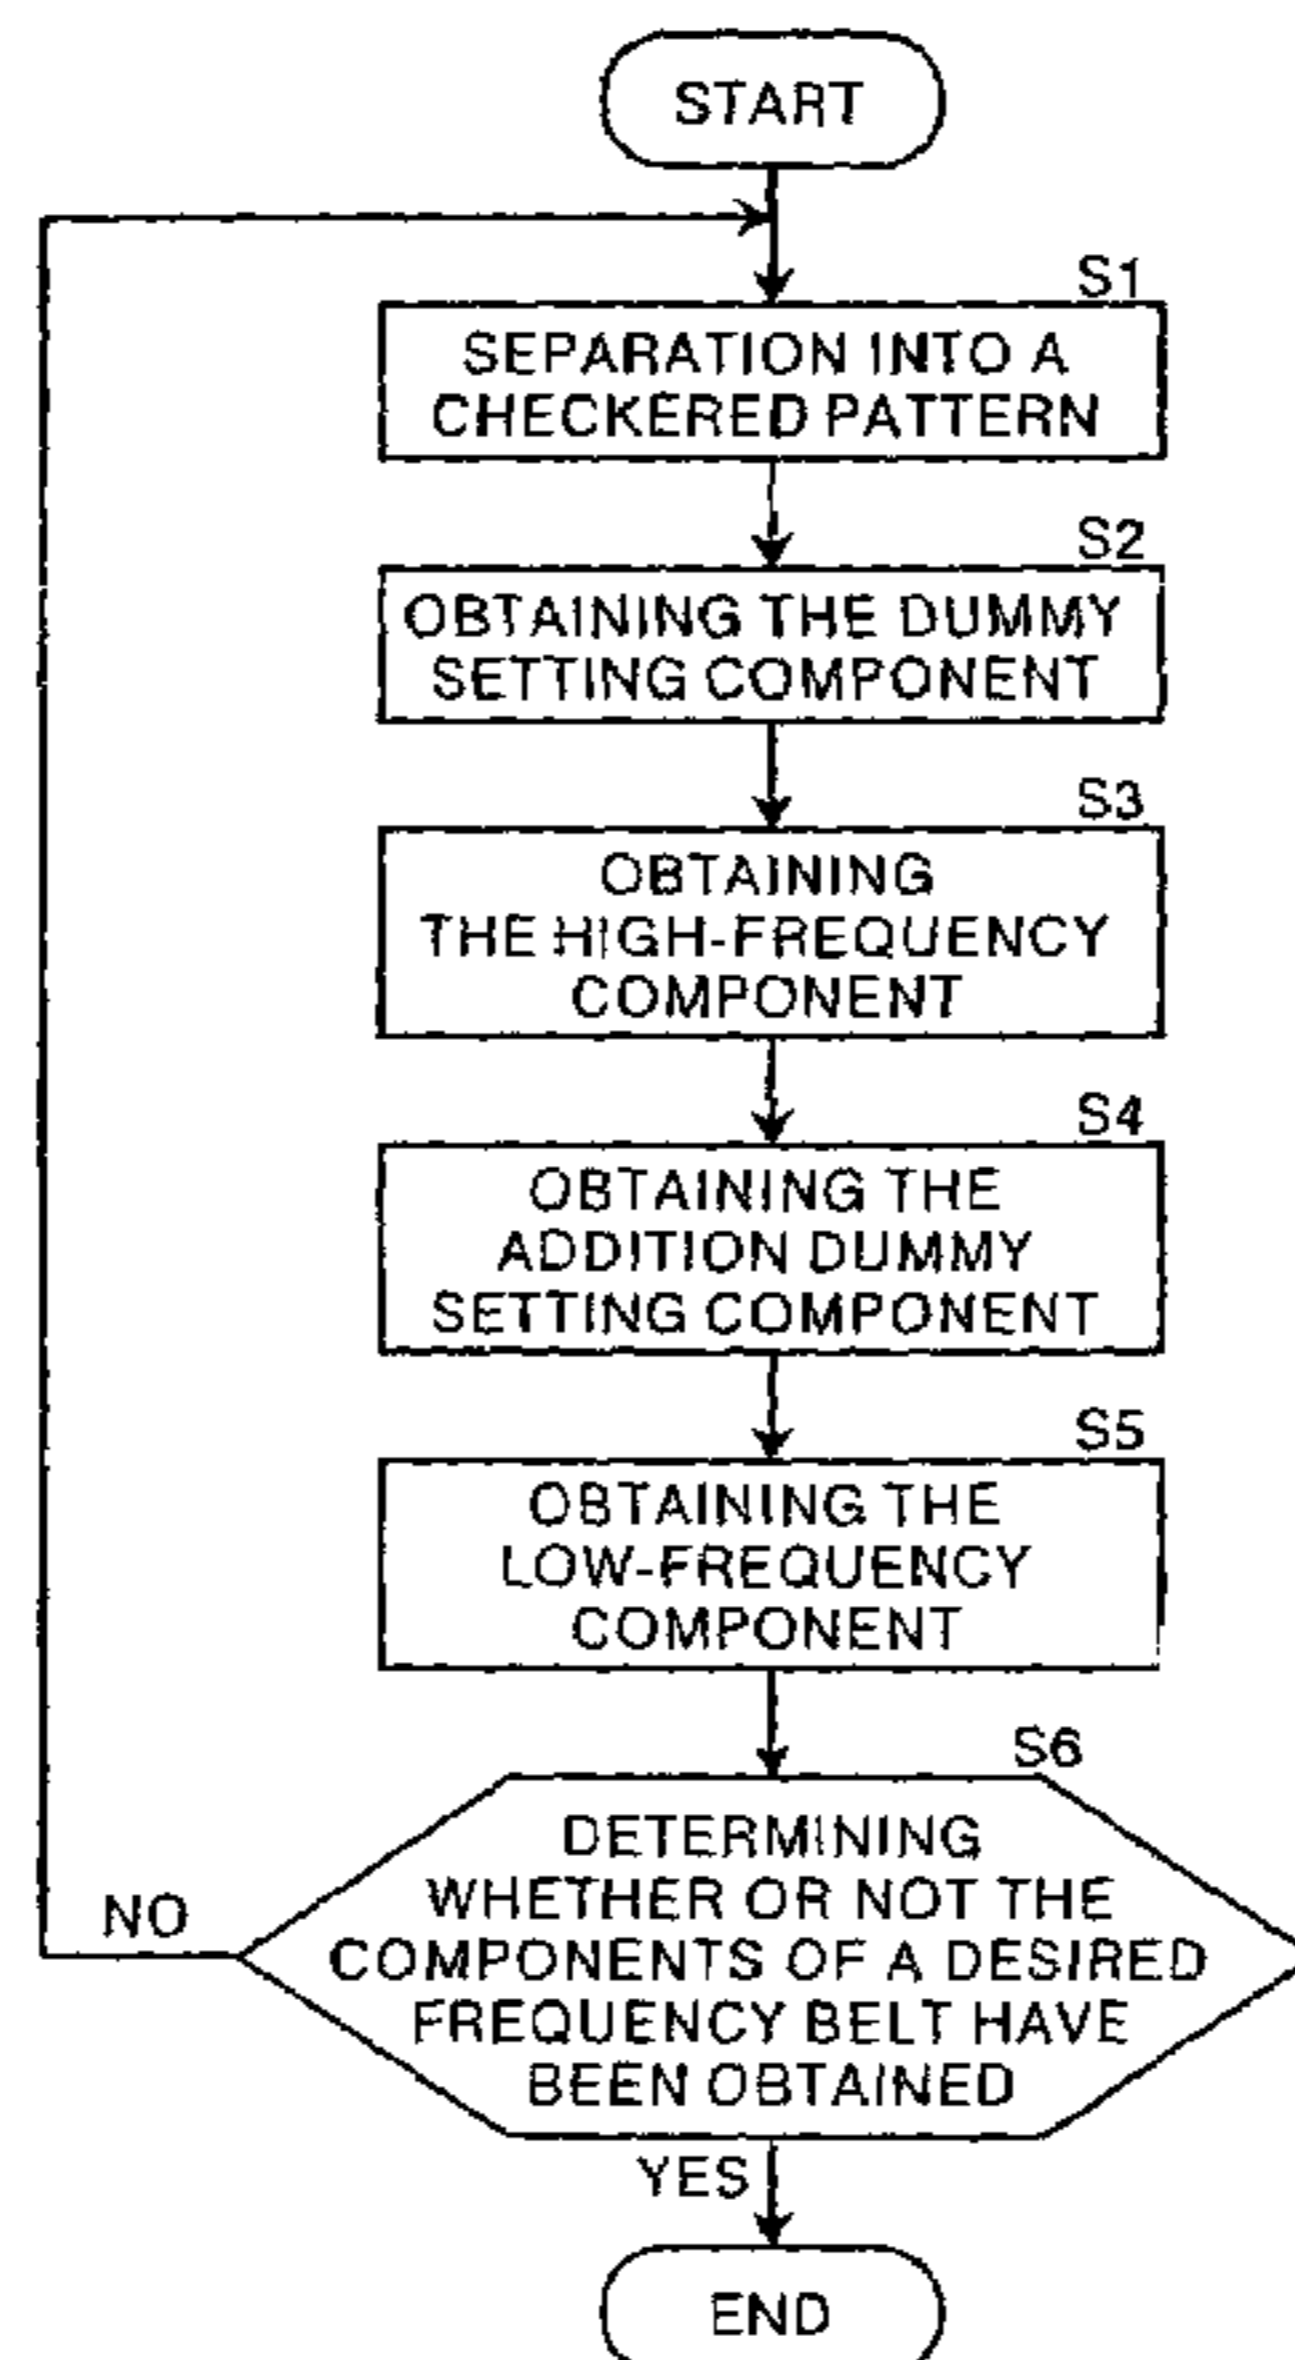 START
S1
SEPARATION INTO A
CHECKERED PATTERN
S2
OBTAINING THE DUMMY
SETTING COMPONENT
S3
OBTAINING
THE HIGH-FREQUENCY
COMPONENT
S4
OBTAINING THE
ADDITION DUMMY
SETTING COMPONENT
S5
OBTAINING THE
LOW-FREQUENCY
COMPONENT
S6
DETERMINING
WHETHER OR NOT THE
COMPONENTS OF A DESIRED
FREQUENCY BELT HAVE
BEEN OBTAINED
NO
YES
END